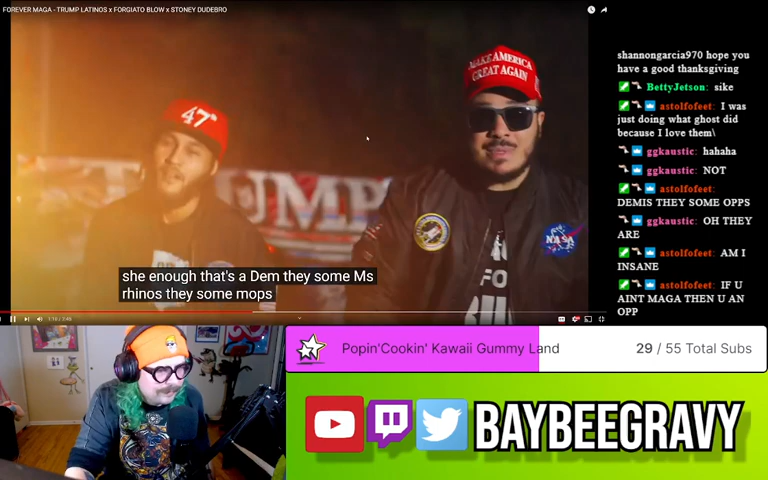 FOREVER MAGA - TRUMP LATINOS x FORGIATO BLOW x STONEY DUDEBRO
47
MAKE AMERICA
GREAT AGAIN
TRUMP
NASA
FO
she enough that's a Dem they some Ms
rhinos they some mops
shannongarcia970 hope you
have a good thanksgiving
BettyJetson: sike
astolfofeet: I was
just doing what ghost did
because I love them\
ggkaustic: hahaha
ggkaustic: NOT
astolfofeet:
DEMIS THEY SOME OPPS
ggkaustic: OH THEY
ARE
astolfofeet: AM I
INSANE
astolfofeet: IF U
AINT MAGA THEN U AN
OPP
Popin'Cookin' Kawaii Gummy Land
29 / 55 Total Subs
BAYBEEGRAVY